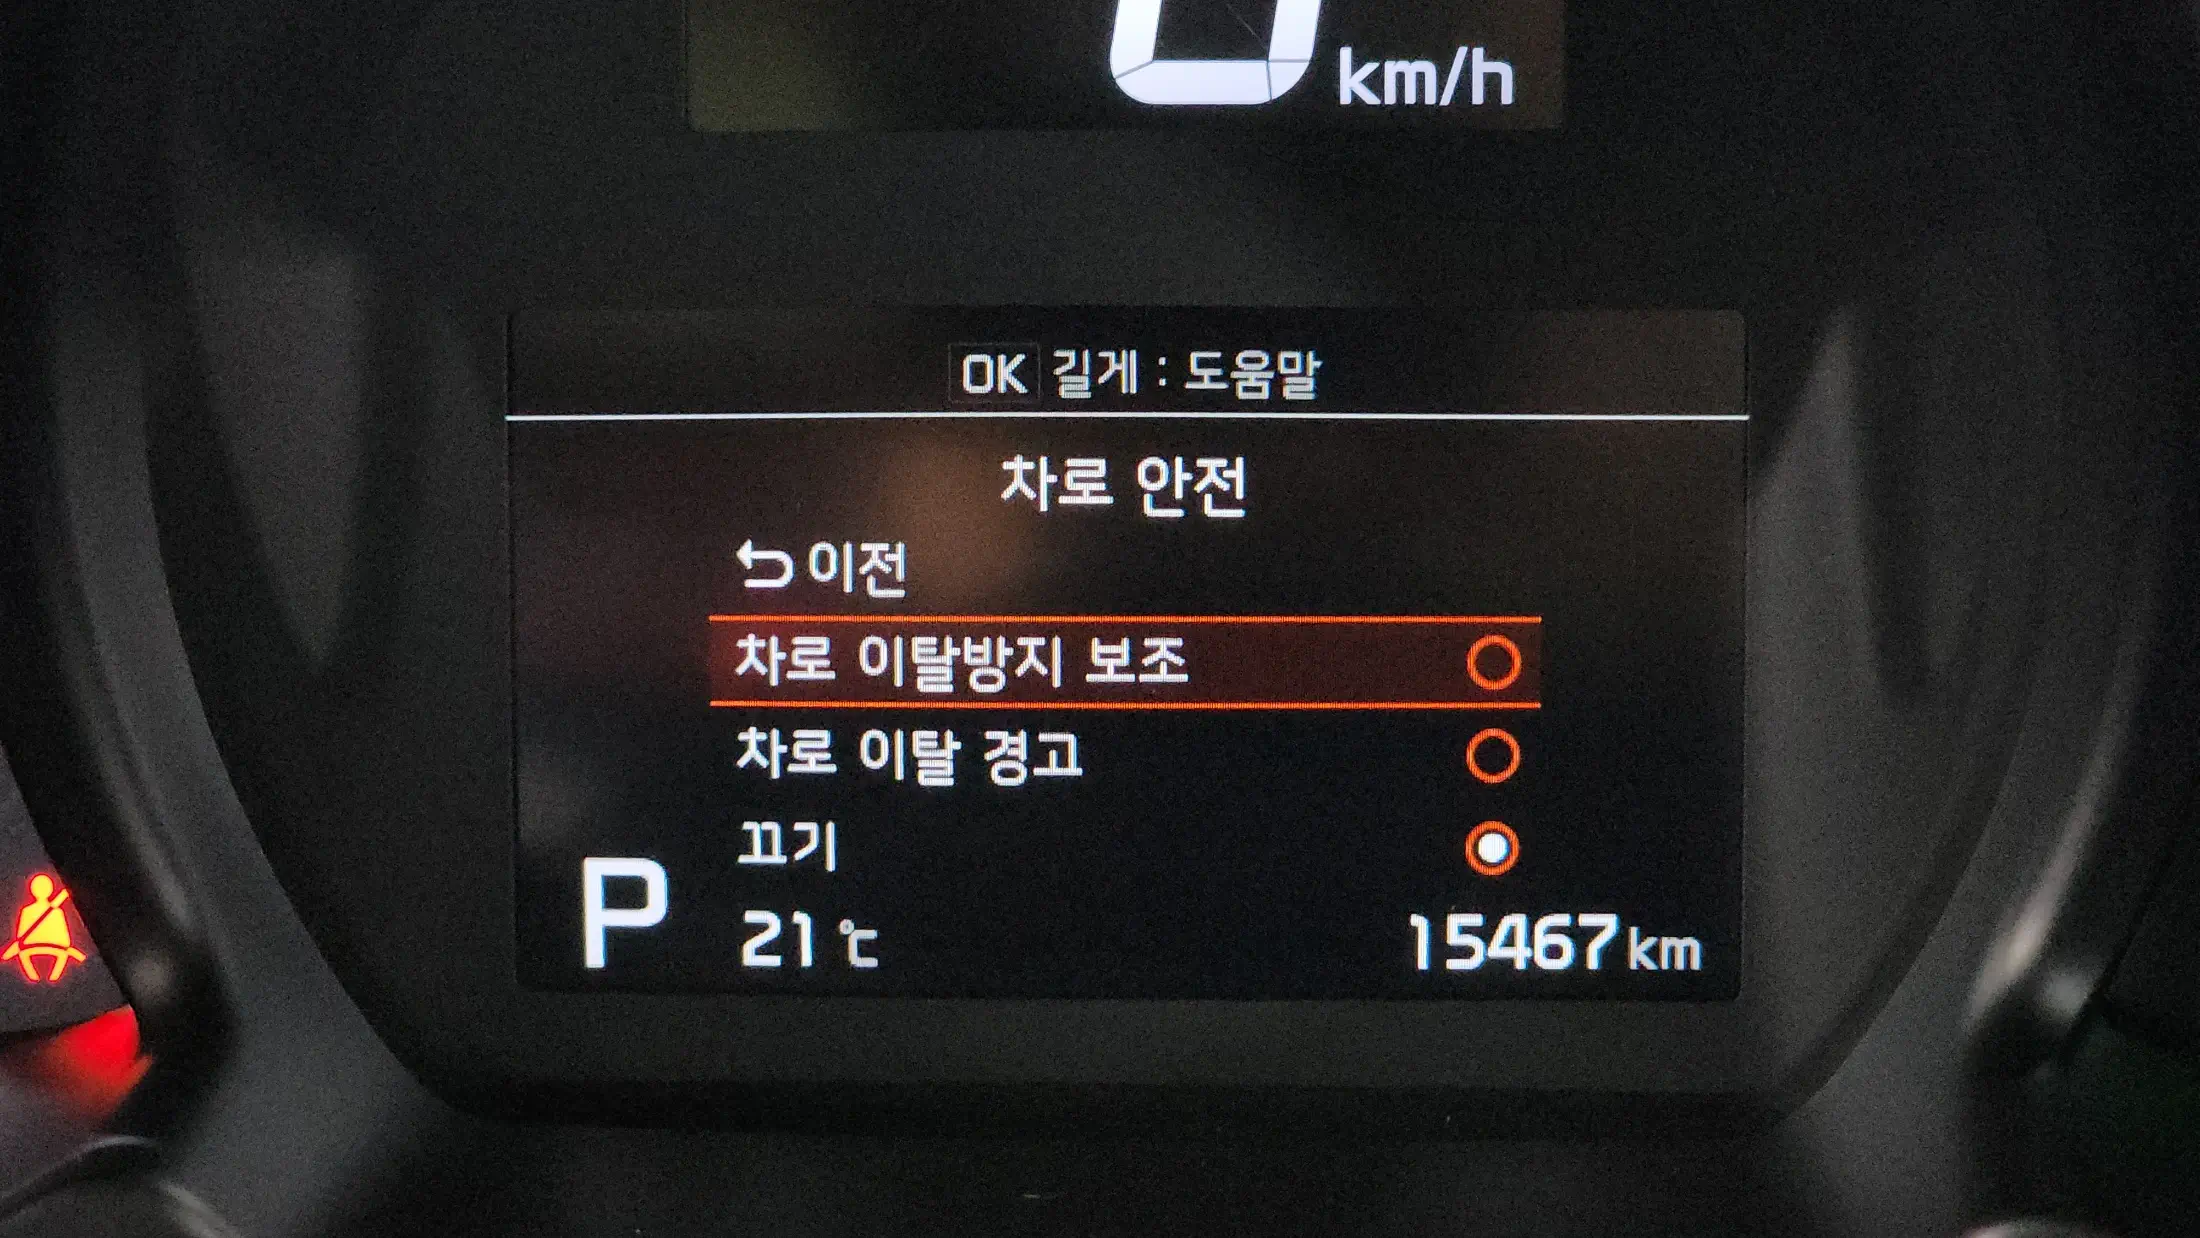 0 km/h
OK 길게 : 도움말
차로 안전
이전
차로 이탈방지 보조
차로 이탈 경고
끄기
P
21 ℃
15467 km